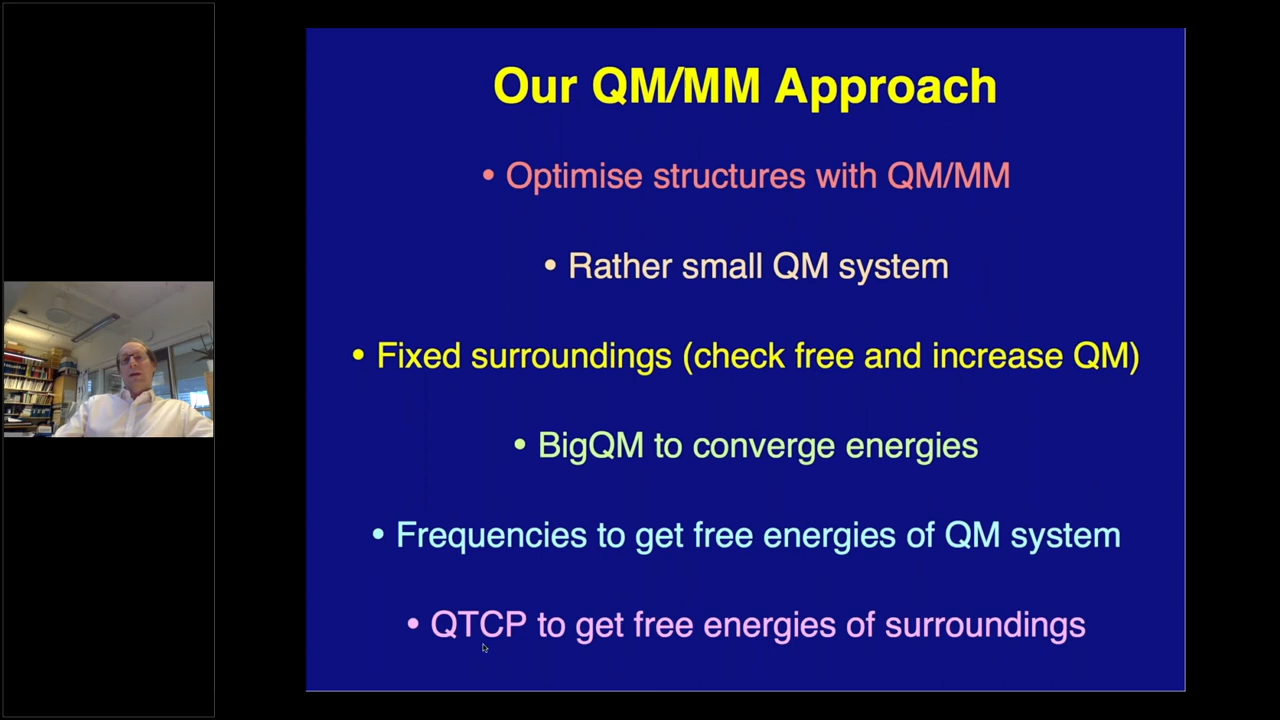 Our QM/MM Approach
• Optimise structures with QM/MM
• Rather small QM system
• Fixed surroundings (check free and increase QM)
• BigQM to converge energies
• Frequencies to get free energies of QM system
• QTCP to get free energies of surroundings